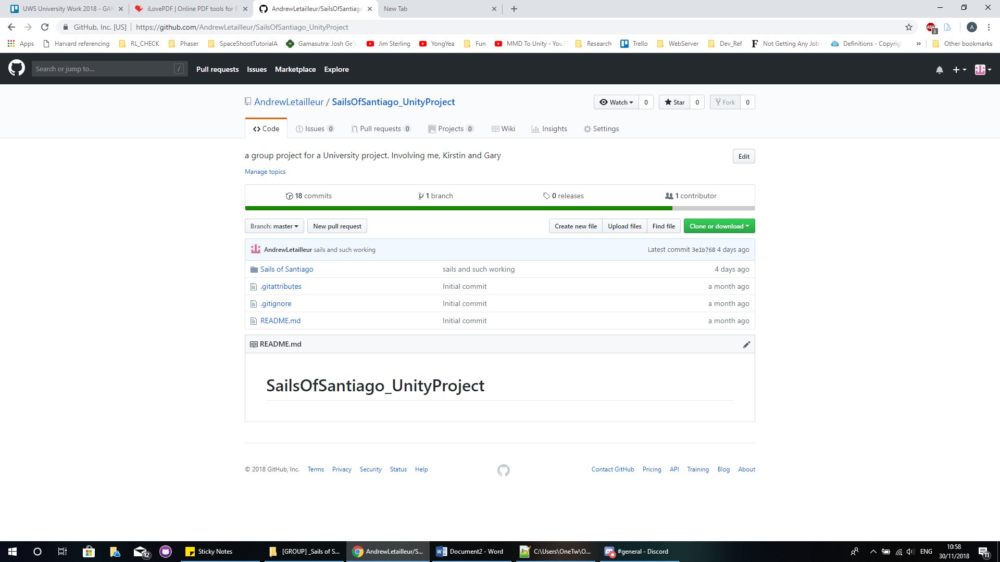 UWS University Work 2018 - GAK
iLovePDF | Online PDF tools for P
AndrewLetailleur/SailsOfSantiago
New Tab
GitHub, Inc. [US]
https://github.com/AndrewLetailleur/SailsOfSantiago_UnityProject
ABP
3
A
Apps
Harvard referencing
RL_CHECK
Phaser
SpaceShootTutorialA
Gamasutra: Josh Ge's
Jim Sterling
YongYea
Fun
MMD To Unity - YouT
Research
Trello
WebServer
Dev_Ref
Not Getting Any Job
Definitions - Copyrig
»
Other bookmarks
Search or jump to...
/
Pull requests
Issues
Marketplace
Explore
AndrewLetailleur / SailsOfSantiago_UnityProject
Watch 0
Star 0
Fork 0
Code
Issues 0
Pull requests 0
Projects 0
Wiki
Insights
Settings
a group project for a University project. Involving me, Kirstin and Gary
Edit
Manage topics
18 commits
1 branch
0 releases
1 contributor
Branch: master
New pull request
Create new file
Upload files
Find file
Clone or download
AndrewLetailleur sails and such working
Latest commit 3e1b768 4 days ago
Sails of Santiago
sails and such working
4 days ago
.gitattributes
Initial commit
a month ago
.gitignore
Initial commit
a month ago
README.md
Initial commit
a month ago
README.md
SailsOfSantiago_UnityProject
© 2018 GitHub, Inc.
Terms
Privacy
Security
Status
Help
Contact GitHub
Pricing
API
Training
Blog
About
12
Sticky Notes
[GROUP] _Sails of S...
AndrewLetailleur/S...
Document2 - Word
C:\Users\OneTw\O...
#general - Discord
ENG
10:58
30/11/2018
11